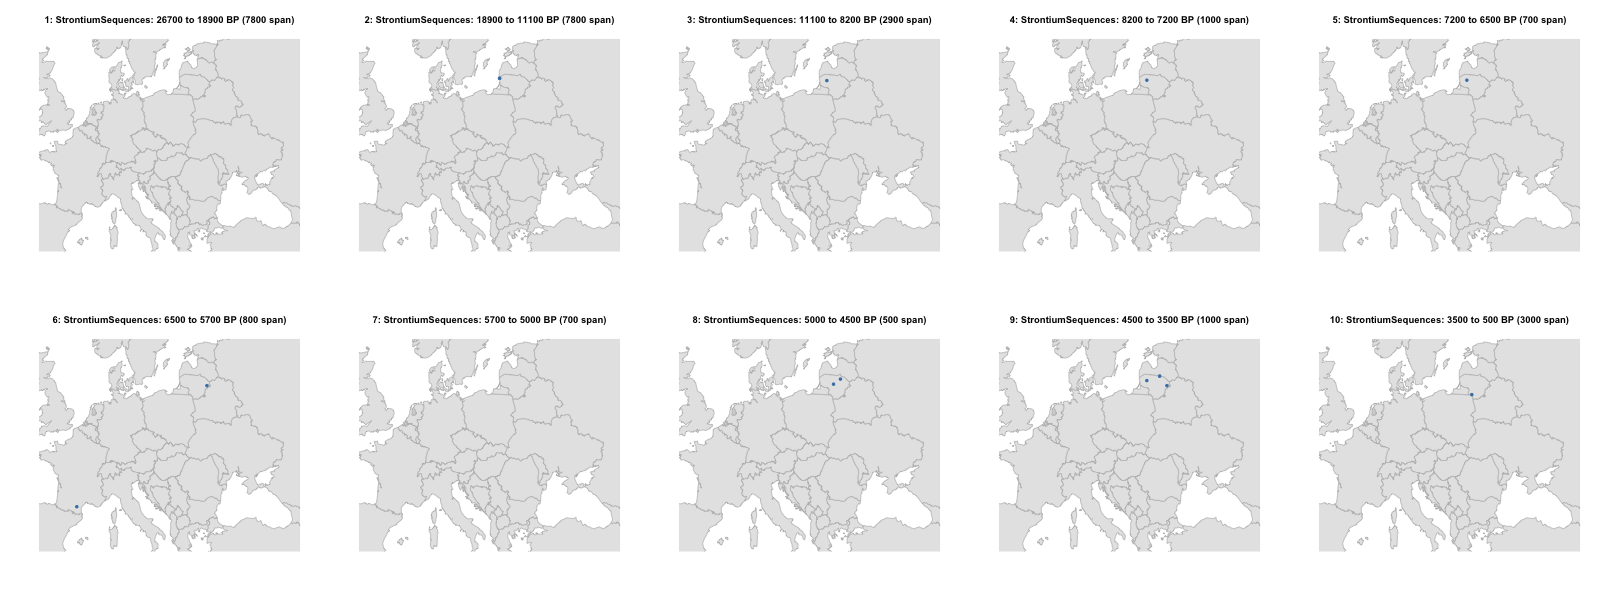 1: StrontiumSequences: 26700 to 18900 BP (7800 span)
2: StrontiumSequences: 18900 to 11100 BP (7800 span)
3: StrontiumSequences: 11100 to 8200 BP (2900 span)
4: StrontiumSequences: 8200 to 7200 BP (1000 span)
5: StrontiumSequences: 7200 to 6500 BP (700 span)
6: StrontiumSequences: 6500 to 5700 BP (800 span)
7: StrontiumSequences: 5700 to 5000 BP (700 span)
8: StrontiumSequences: 5000 to 4500 BP (500 span)
9: StrontiumSequences: 4500 to 3500 BP (1000 span)
10: StrontiumSequences: 3500 to 500 BP (3000 span)